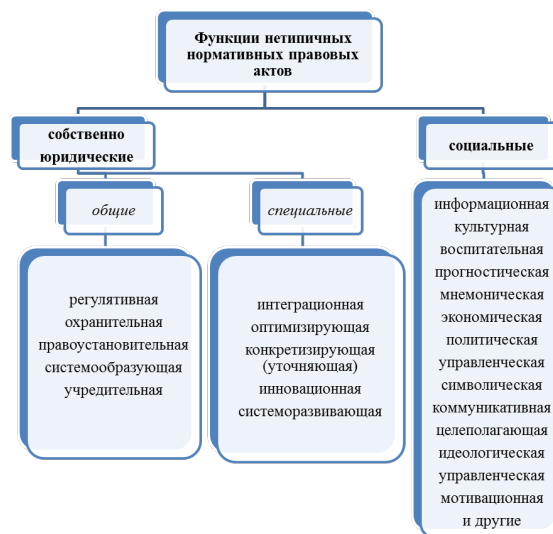 Функции нетипичных
нормативных правовых
актов
собственно
юридические
социальные
общие
специальные
регулятивная
охранительная
правоустановительная
системообразующая
учредительная
интеграционная
оптимизирующая
конкретизирующая
(уточняющая)
инновационная
системоразвивающая
информационная
культурная
воспитательная
прогностическая
мнемоническая
экономическая
политическая
управленческая
символическая
коммуникативная
целеполагающая
идеологическая
управленческая
мотивационная
и другие